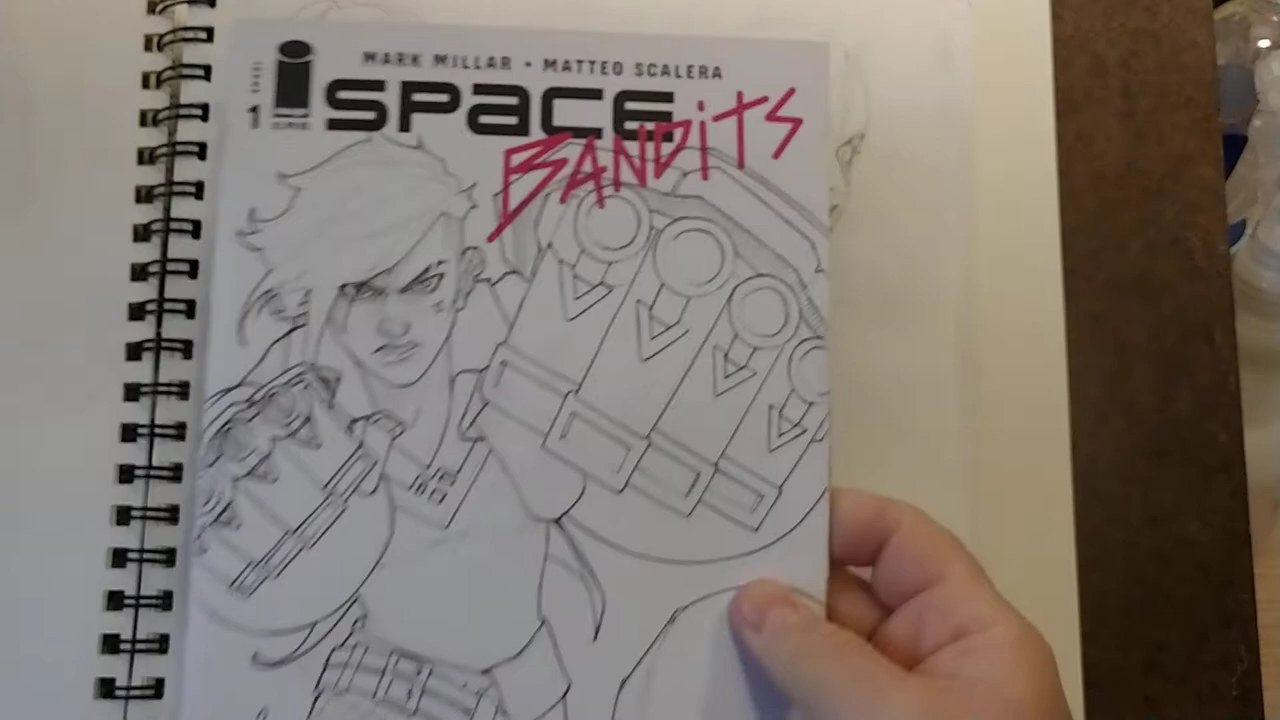 MARK MILLAR • MATTEO SCALERA
SPACE
BANDITS
1